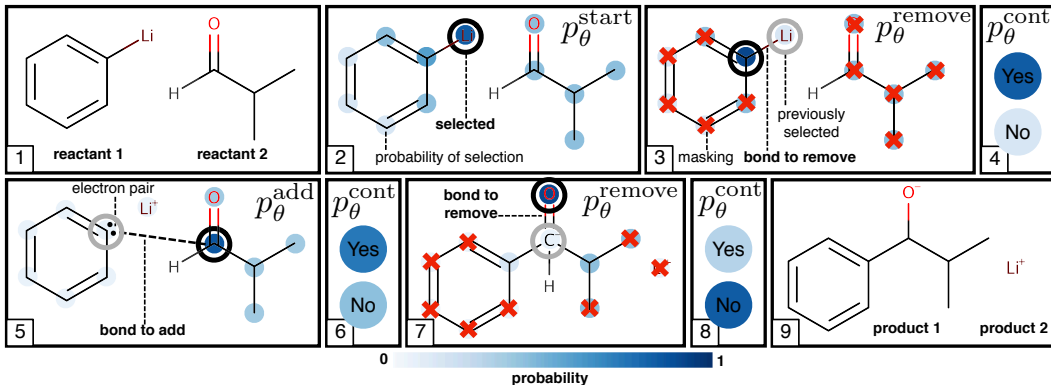 Li
O
H
1
reactant 1
reactant 2
Li
O
H
p_θ^start
selected
probability of selection
2
Li
p_θ^remove
previously
selected
masking
bond to remove
3
p_θ^cont
Yes
No
4
electron pair
Li⁺
O
H
p_θ^add
bond to add
5
p_θ^cont
Yes
No
6
bond to
remove
O
C
H
p_θ^remove
7
p_θ^cont
Yes
No
8
O⁻
Li⁺
9
product 1
product 2
0
1
probability